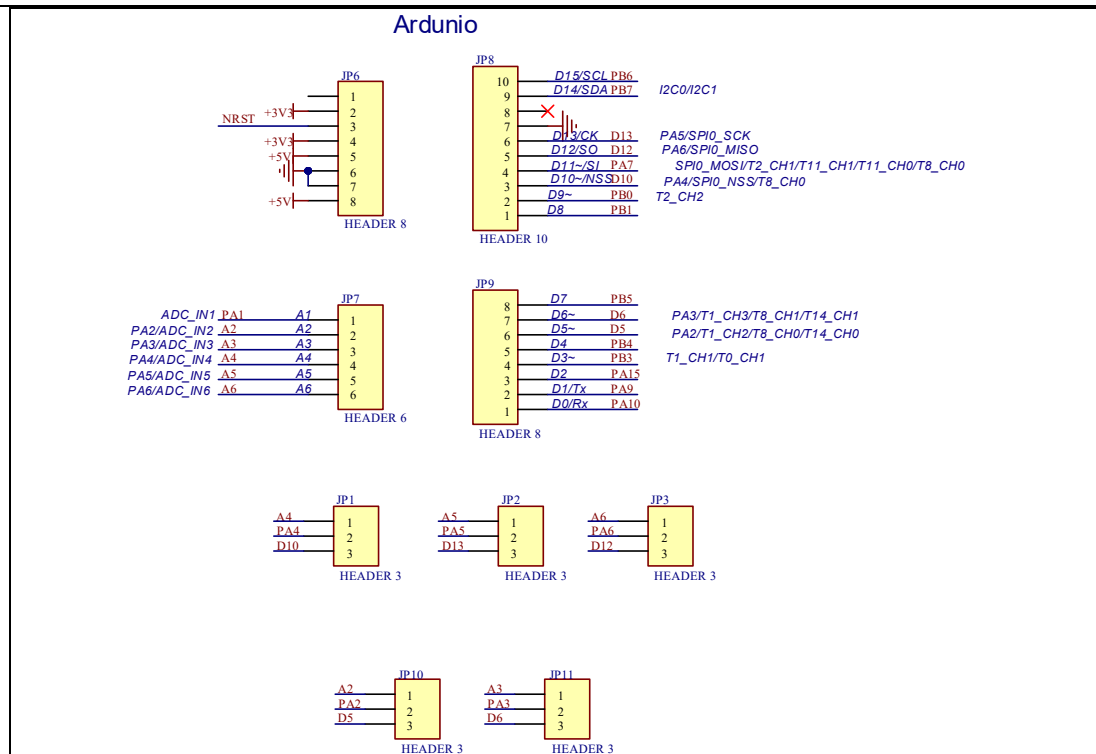 Ardunio
JP6
1
+3V3 2
NRST 3
+3V3 4
+5V 5
6
7
+5V 8
HEADER 8
JP8
10 D15/SCL PB6
9 D14/SDA PB7 I2C0/I2C1
8
7
6 D13/CK D13 PA5/SPI0_SCK
5 D12/SO D12 PA6/SPI0_MISO
4 D11~/SI PA7 SPI0_MOSI/T2_CH1/T11_CH1/T11_CH0/T8_CH0
3 D10~/NSS D10 PA4/SPI0_NSS/T8_CH0
2 D9~ PB0 T2_CH2
1 D8 PB1
HEADER 10
JP7
ADC_IN1 PA1 A1 1
PA2/ADC_IN2 A2 A2 2
PA3/ADC_IN3 A3 A3 3
PA4/ADC_IN4 A4 A4 4
PA5/ADC_IN5 A5 A5 5
PA6/ADC_IN6 A6 A6 6
HEADER 6
JP9
8 D7 PB5
7 D6~ D6 PA3/T1_CH3/T8_CH1/T14_CH1
6 D5~ D5 PA2/T1_CH2/T8_CH0/T14_CH0
5 D4 PB4
4 D3~ PB3 T1_CH1/T0_CH1
3 D2 PA15
2 D1/Tx PA9
1 D0/Rx PA10
HEADER 8
JP1
A4 1
PA4 2
D10 3
HEADER 3
JP2
A5 1
PA5 2
D13 3
HEADER 3
JP3
A6 1
PA6 2
D12 3
HEADER 3
JP10
A2 1
PA2 2
D5 3
HEADER 3
JP11
A3 1
PA3 2
D6 3
HEADER 3